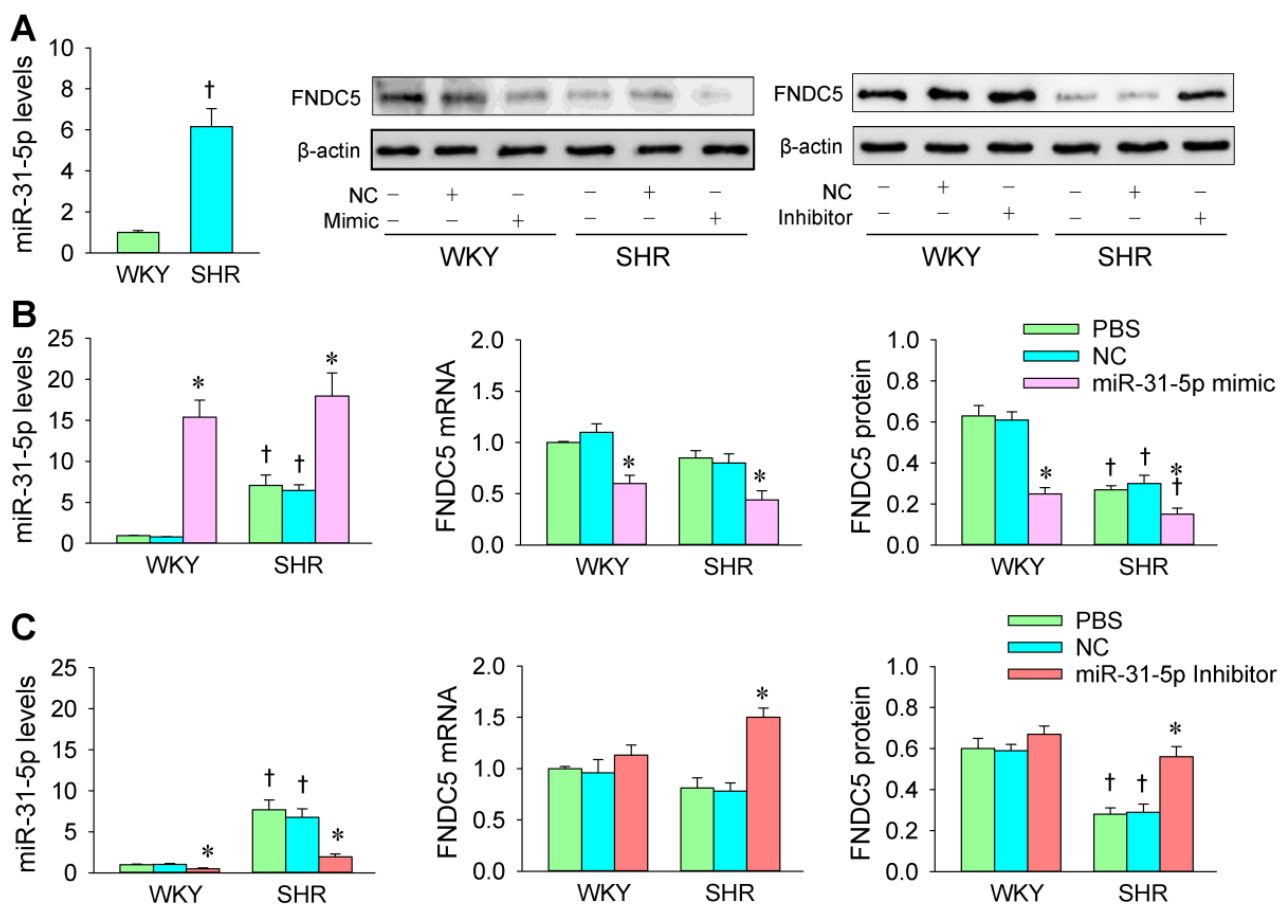 A
miR-31-5p levels
10
8
6
4
2
0
†
WKY SHR
FNDC5
β-actin
NC – + – – + –
Mimic – – + – – +
WKY SHR
FNDC5
β-actin
NC – + – – + –
Inhibitor – – + – – +
WKY SHR
B
miR-31-5p levels
25
20
15
10
5
0
* † † *
WKY SHR
FNDC5 mRNA
2.0
1.5
1.0
0.5
0.0
* *
WKY SHR
FNDC5 protein
1.0
0.8
0.6
0.4
0.2
0.0
* † † * †
WKY SHR
PBS
NC
miR-31-5p mimic
C
miR-31-5p levels
25
20
15
10
5
0
* † † *
WKY SHR
FNDC5 mRNA
2.0
1.5
1.0
0.5
0.0
*
WKY SHR
FNDC5 protein
1.0
0.8
0.6
0.4
0.2
0.0
† † *
WKY SHR
PBS
NC
miR-31-5p Inhibitor